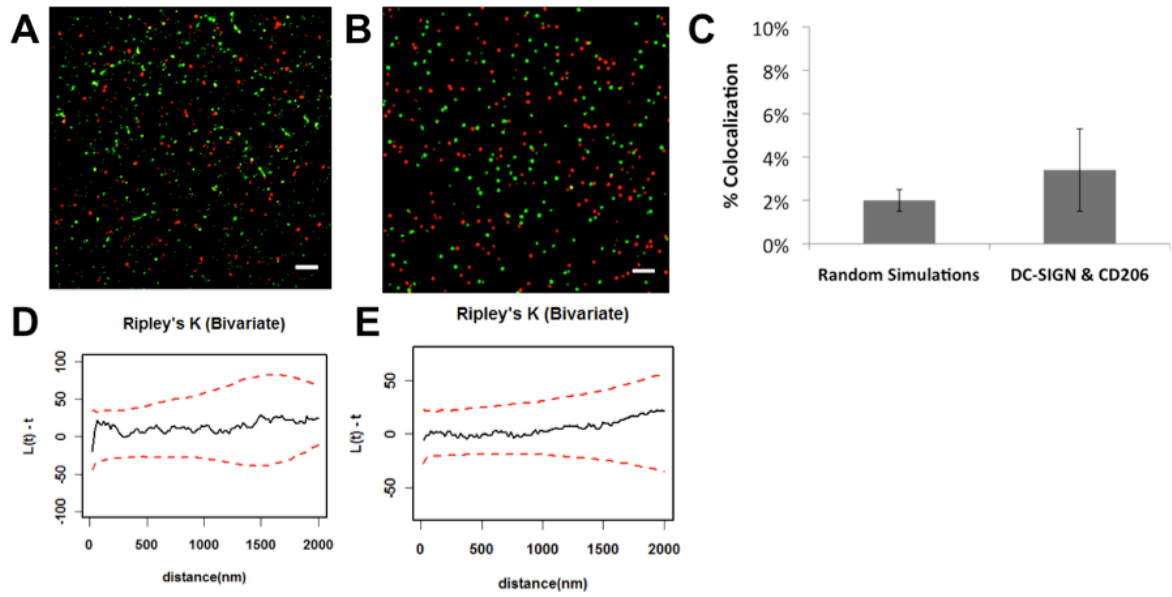 A
B
C
% Colocalization
10%
8%
6%
4%
2%
0%
Random Simulations
DC-SIGN & CD206
D
Ripley's K (Bivariate)
L(t) - t
100
50
0
-50
-100
0 500 1000 1500 2000
distance(nm)
E
Ripley's K (Bivariate)
L(t) - t
50
0
-50
0 500 1000 1500 2000
distance(nm)